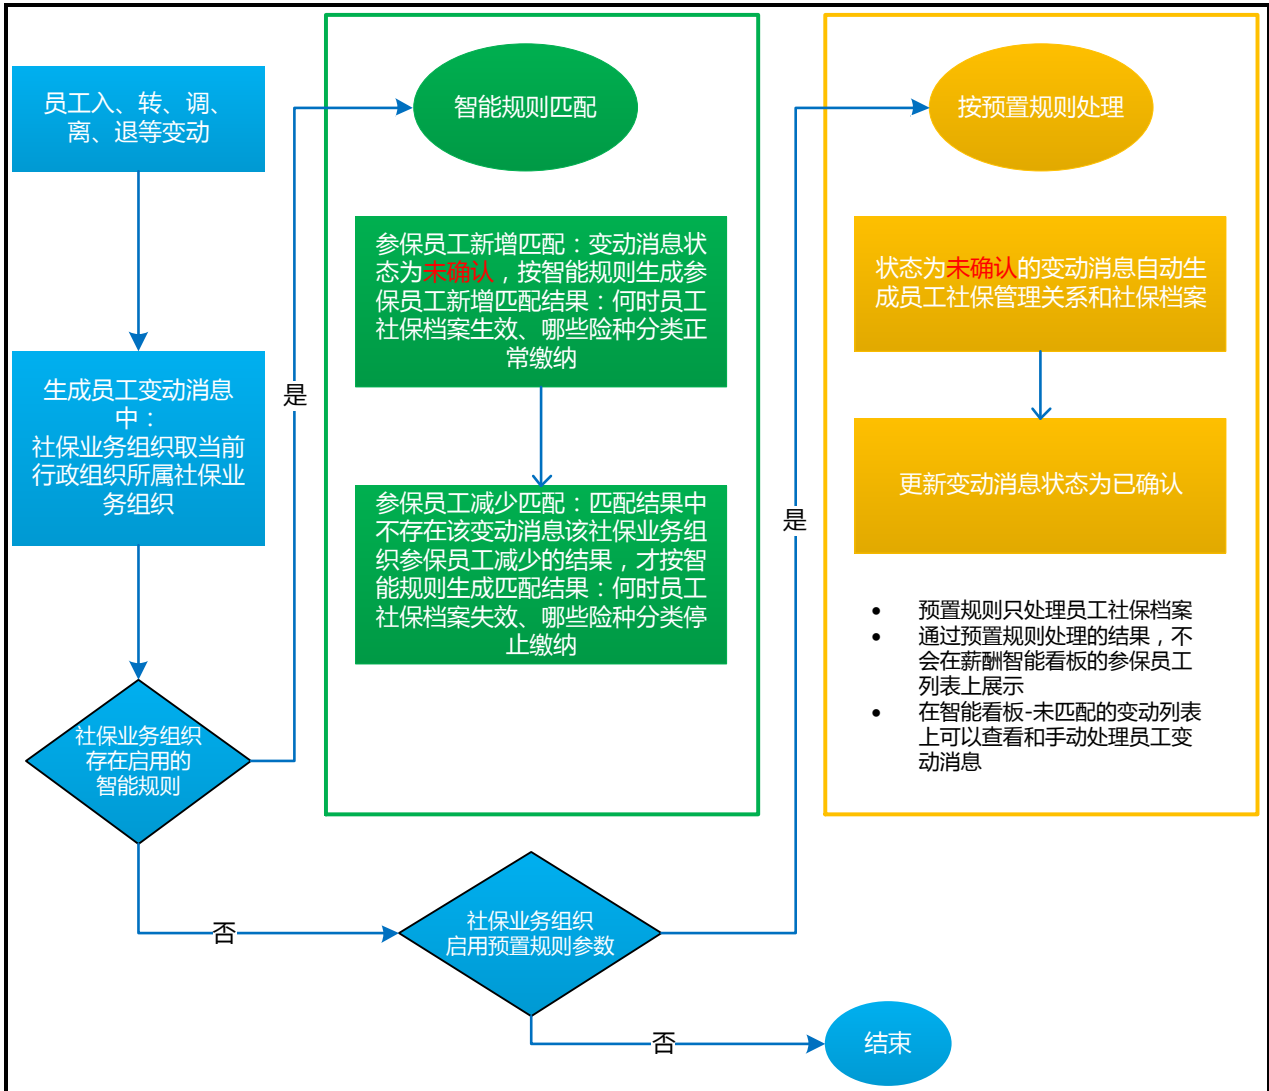 员工入、转、调、
离、退等变动
生成员工变动消息
中：
社保业务组织取当前
行政组织所属社保业
务组织
社保业务组织
存在启用的
智能规则
是
否
智能规则匹配
参保员工新增匹配：变动消息状
态为未确认，按智能规则生成参
保员工新增匹配结果：何时员工
社保档案生效、哪些险种分类正
常缴纳
参保员工减少匹配：匹配结果中
不存在该变动消息该社保业务组
织参保员工减少的结果，才按智
能规则生成匹配结果：何时员工
社保档案失效、哪些险种分类停
止缴纳
社保业务组织
启用预置规则参数
是
否
结束
按预置规则处理
状态为未确认的变动消息自动生
成员工社保管理关系和社保档案
更新变动消息状态为已确认
• 预置规则只处理员工社保档案
• 通过预置规则处理的结果，不
会在薪酬智能看板的参保员工
列表上展示
• 在智能看板-未匹配的变动列表
上可以查看和手动处理员工变
动消息